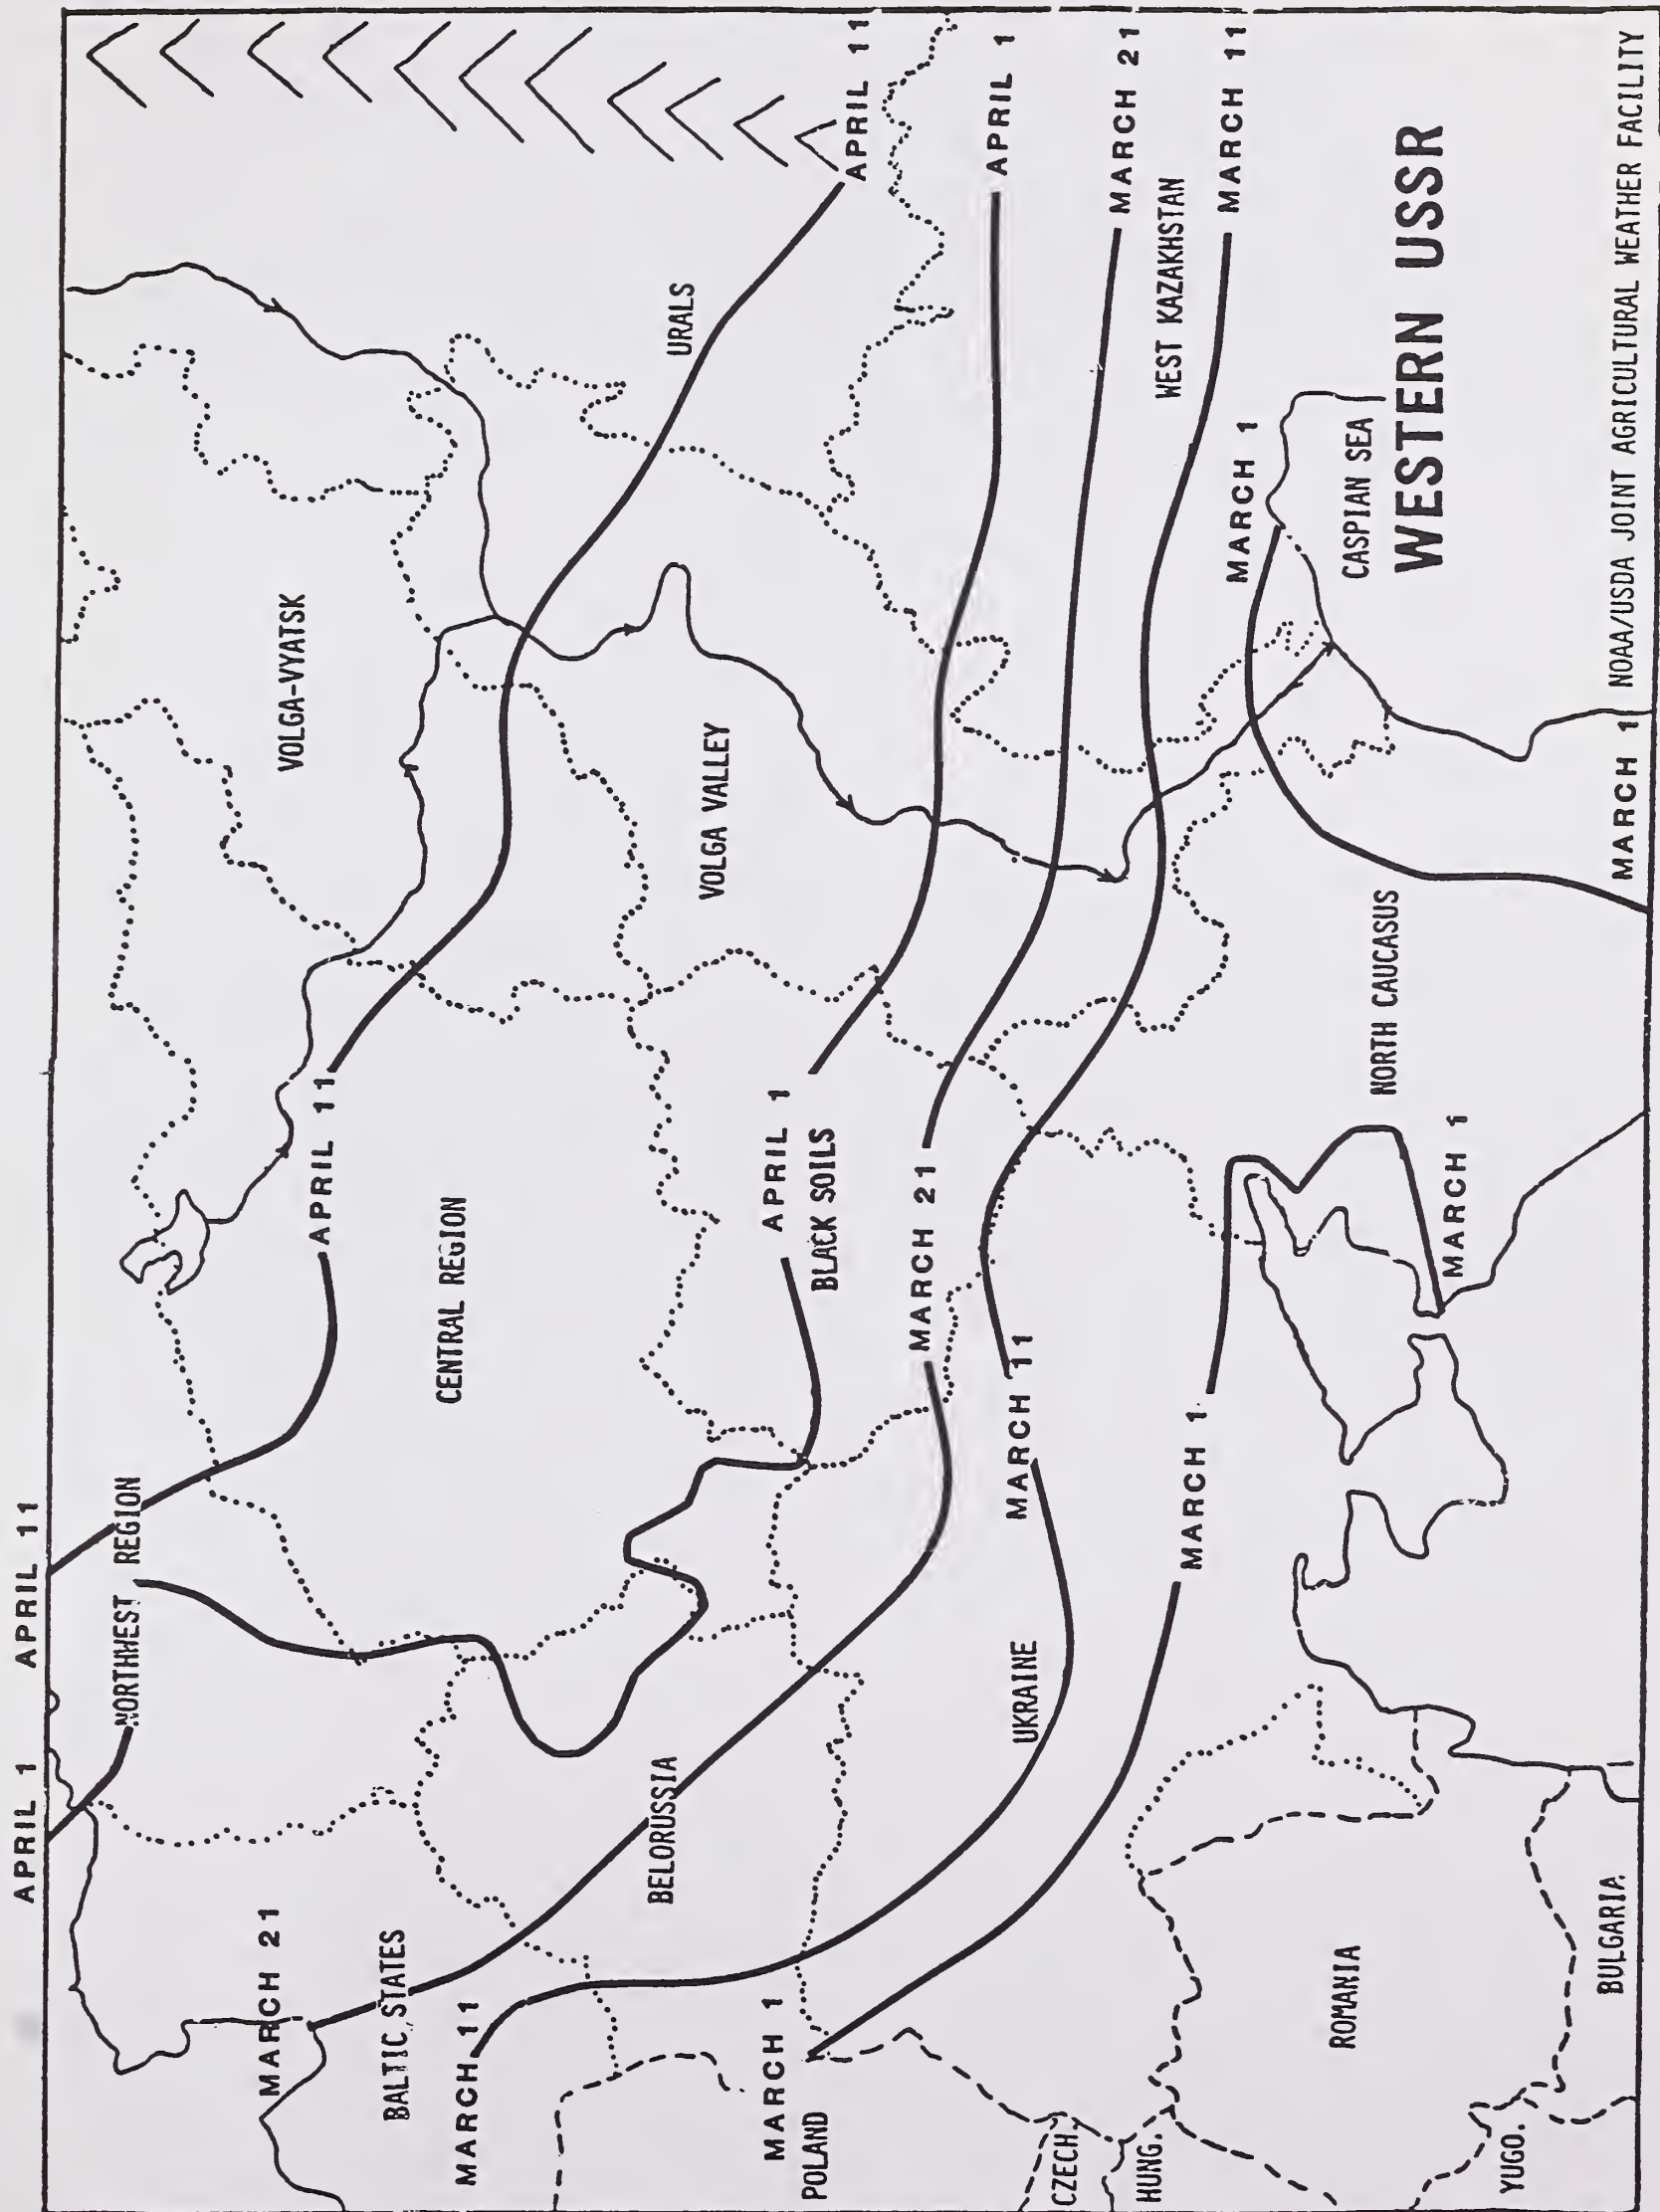 APRIL 1
APRIL 11
NORTHWEST REGION
VOLGA-VYATSK
MARCH 21
APRIL 11
BALTIC STATES
CENTRAL REGION
MARCH 11
BELORUSSIA
URALS
VOLGA VALLEY
APRIL 11
MARCH 1
POLAND
APRIL 1
BLACK SOILS
MARCH 21
APRIL 1
UKRAINE
MARCH 11
CZECH.
HUNG.
MARCH 21
WEST KAZAKHSTAN
MARCH 1
MARCH 11
MARCH 1
ROMANIA
NORTH CAUCASUS
CASPIAN SEA
MARCH 1
WESTERN USSR
YUGO.
BULGARIA
MARCH 1
NOAA/USDA JOINT AGRICULTURAL WEATHER FACILITY